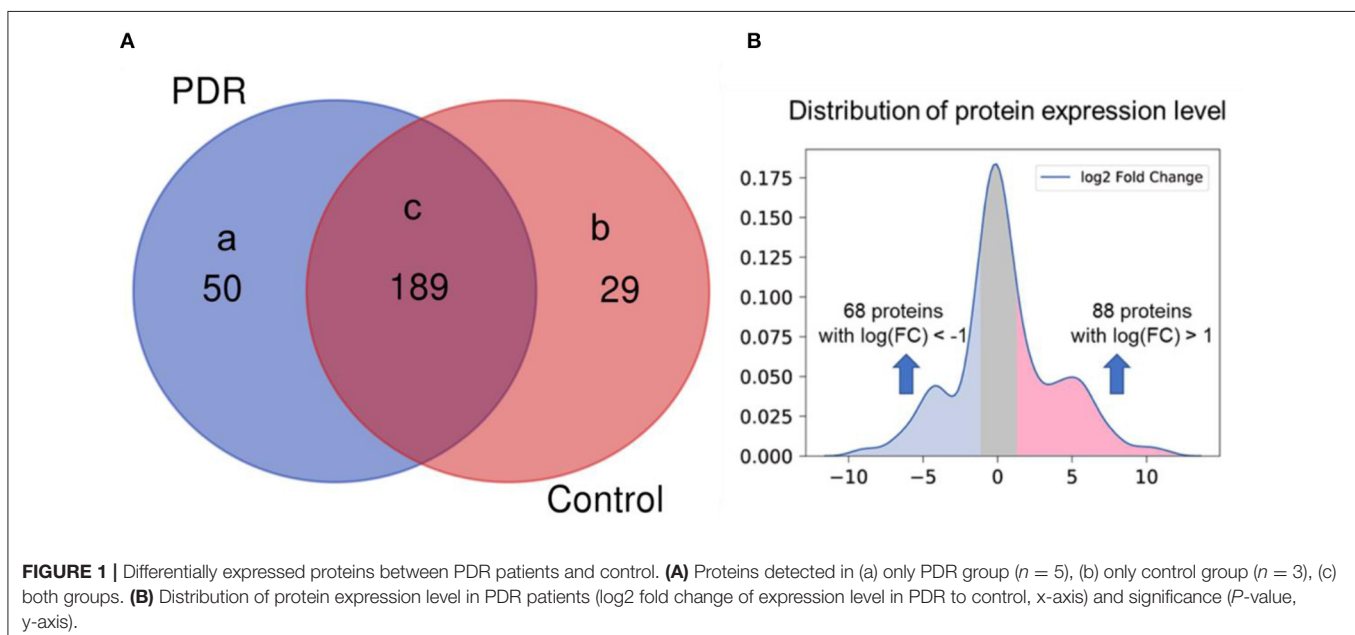 A
PDR
a
50
c
189
b
29
Control
B
Distribution of protein expression level
log2 Fold Change
0.175
0.150
0.125
0.100
0.075
0.050
0.025
0.000
68 proteins
with log(FC) < -1
88 proteins
with log(FC) > 1
−10 −5 0 5 10
FIGURE 1 | Differentially expressed proteins between PDR patients and control. (A) Proteins detected in (a) only PDR group (n = 5), (b) only control group (n = 3), (c)
both groups. (B) Distribution of protein expression level in PDR patients (log2 fold change of expression level in PDR to control, x-axis) and significance (P-value,
y-axis).